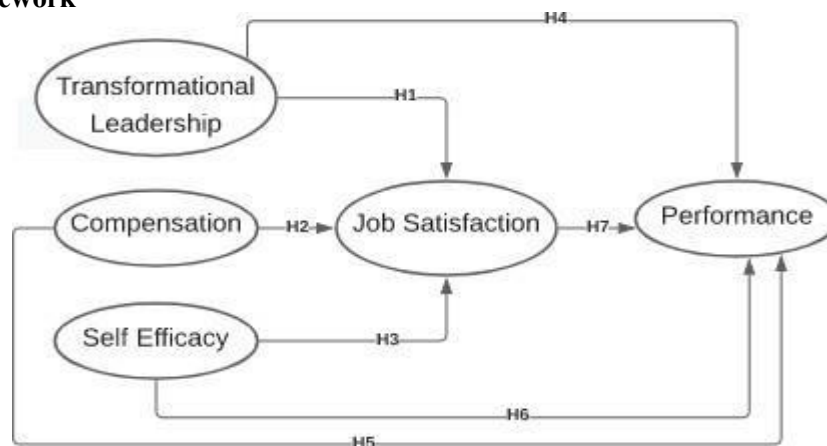 ework
H4
Transformational
Leadership
H1
Compensation
H2
Job Satisfaction
H7
Performance
Self Efficacy
H3
H6
H5